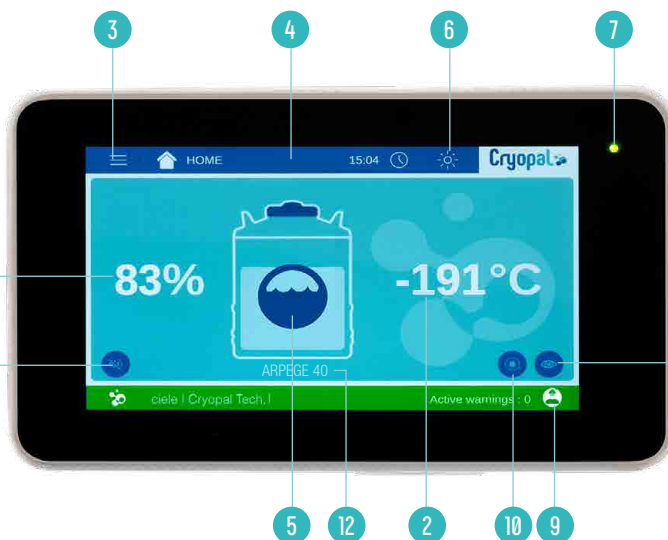 3 4 6 7
HOME 15:04 Cryopal
83% -191°C
ARPEGE 40
ciele | Cryopal Tech. | Active warnings : 0
5 12 2 10 9